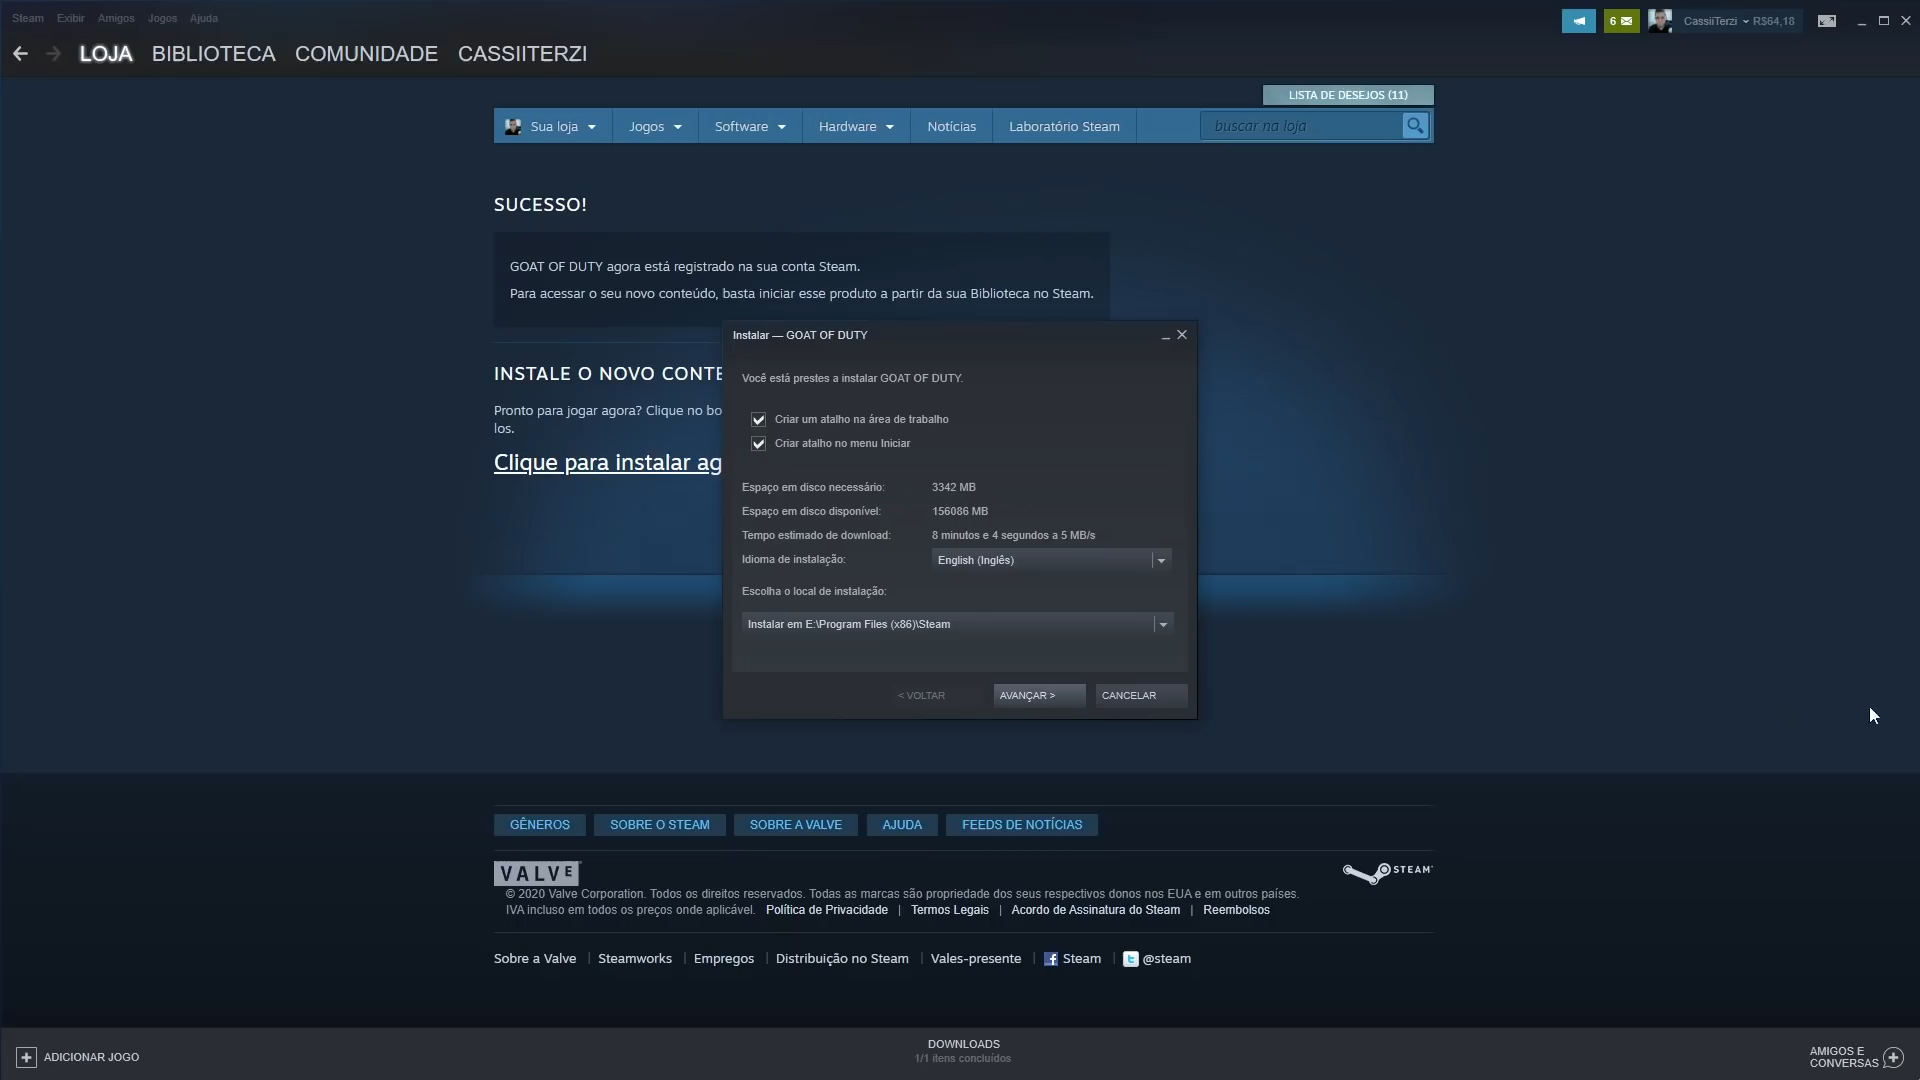 Steam Exibir Amigos Jogos Ajuda
6 CassiiTerzi R$64,18
LOJA BIBLIOTECA COMUNIDADE CASSIITERZI
LISTA DE DESEJOS (11)
Sua loja Jogos Software Hardware Notícias Laboratório Steam buscar na loja
SUCESSO!
GOAT OF DUTY agora está registrado na sua conta Steam.
Para acessar o seu novo conteúdo, basta iniciar esse produto a partir da sua Biblioteca no Steam.
INSTALE O NOVO CONTE
Pronto para jogar agora? Clique no bo
los.
Clique para instalar ag
Instalar — GOAT OF DUTY
Você está prestes a instalar GOAT OF DUTY.
Criar um atalho na área de trabalho
Criar atalho no menu Iniciar
Espaço em disco necessário: 3342 MB
Espaço em disco disponível: 156086 MB
Tempo estimado de download: 8 minutos e 4 segundos a 5 MB/s
Idioma de instalação: English (Inglês)
Escolha o local de instalação:
Instalar em E:\Program Files (x86)\Steam
< VOLTAR AVANÇAR > CANCELAR
GÊNEROS SOBRE O STEAM SOBRE A VALVE AJUDA FEEDS DE NOTÍCIAS
VALVE STEAM
© 2020 Valve Corporation. Todos os direitos reservados. Todas as marcas são propriedade dos seus respectivos donos nos EUA e em outros países.
IVA incluso em todos os preços onde aplicável. Política de Privacidade | Termos Legais | Acordo de Assinatura do Steam | Reembolsos
Sobre a Valve | Steamworks | Empregos | Distribuição no Steam | Vales-presente | Steam | @steam
ADICIONAR JOGO
DOWNLOADS
1/1 itens concluídos
AMIGOS E
CONVERSAS